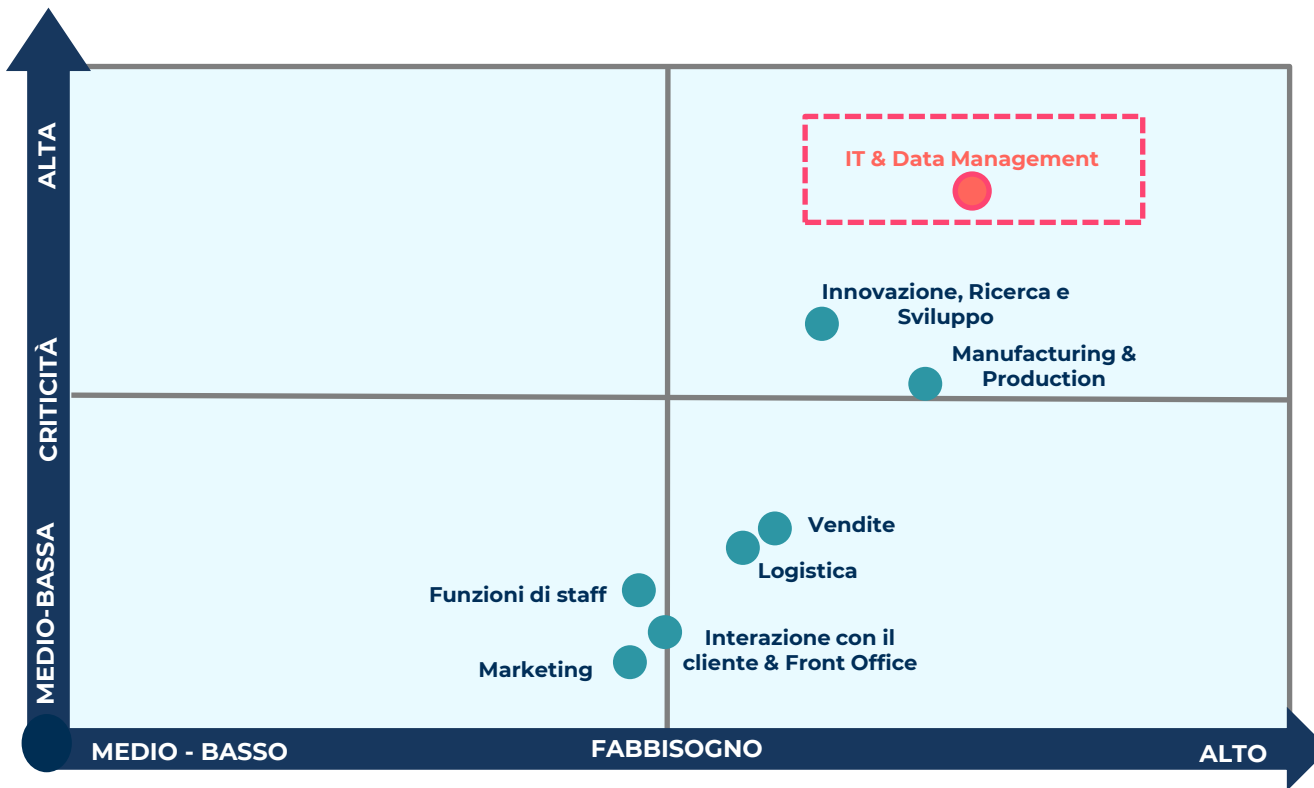 ALTA
CRITICITÀ
MEDIO-BASSA
IT & Data Management
Innovazione, Ricerca e
Sviluppo
Manufacturing &
Production
Vendite
Logistica
Funzioni di staff
Interazione con il
cliente & Front Office
Marketing
MEDIO - BASSO
FABBISOGNO
ALTO